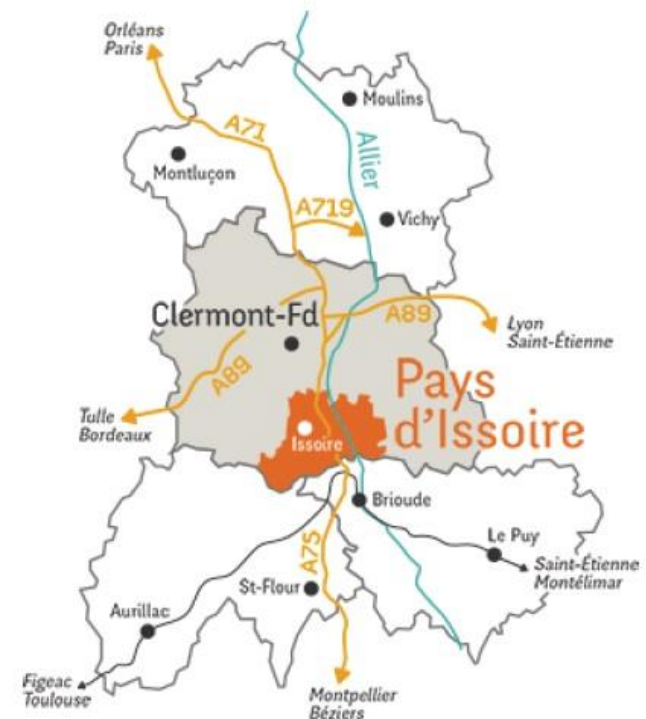 Orléans
Paris
Moulins
A71
Allier
Montluçon
A719
Vichy
Clermont-Fd
A89
Lyon
Saint-Étienne
A89
Pays
d'Issoire
Tulle
Bordeaux
Issoire
Brioude
Le Puy
A75
Saint-Étienne
Montélimar
St-Flour
Aurillac
Figeac
Toulouse
Montpellier
Béziers